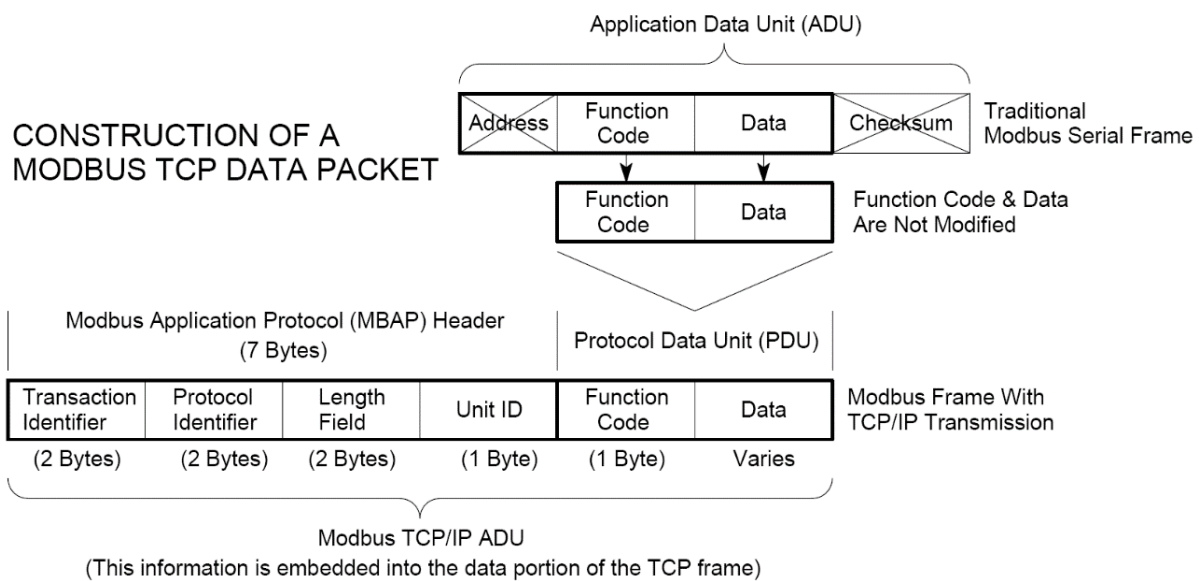 Application Data Unit (ADU)
CONSTRUCTION OF A
MODBUS TCP DATA PACKET
Address
Function
Code
Data
Checksum
Traditional
Modbus Serial Frame
Function
Code
Data
Function Code & Data
Are Not Modified
Modbus Application Protocol (MBAP) Header
(7 Bytes)
Protocol Data Unit (PDU)
Transaction
Identifier
Protocol
Identifier
Length
Field
Unit ID
Function
Code
Data
Modbus Frame With
TCP/IP Transmission
(2 Bytes)
(2 Bytes)
(2 Bytes)
(1 Byte)
(1 Byte)
Varies
Modbus TCP/IP ADU
(This information is embedded into the data portion of the TCP frame)